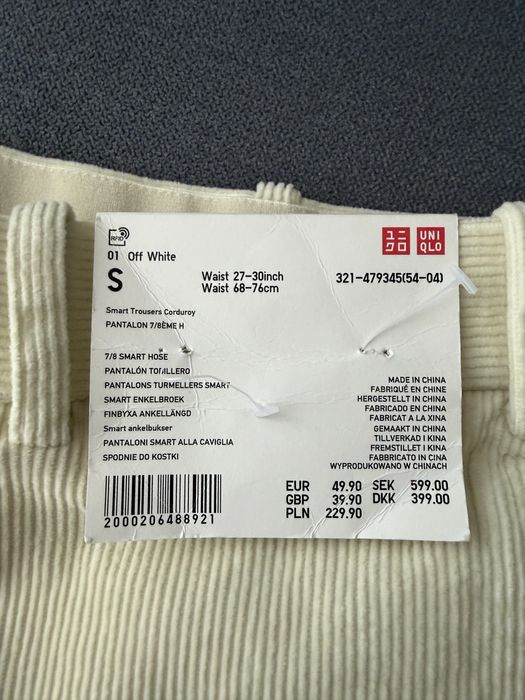 RFID
ユニ
クロ
UNI
QLO
01 Off White
S
Waist 27-30inch
Waist 68-76cm
321-479345(54-04)
Smart Trousers Corduroy
PANTALON 7/8ÈME H
7/8 SMART HOSE
PANTALÓN TOBILLERO
PANTALONS TURMELLERS SMART
SMART ENKELBROEK
FINBYXA ANKELLÄNGD
Smart ankelbukser
PANTALONI SMART ALLA CAVIGLIA
SPODNIE DO KOSTKI
MADE IN CHINA
FABRIQUÉ EN CHINE
HERGESTELLT IN CHINA
FABRICADO EN CHINA
FABRICAT A LA XINA
GEMAAKT IN CHINA
TILLVERKAD I KINA
FREMSTILLET I KINA
FABBRICATO IN CINA
WYPRODUKOWANO W CHINACH
2000206488921
EUR 49.90 SEK 599.00
GBP 39.90 DKK 399.00
PLN 229.90